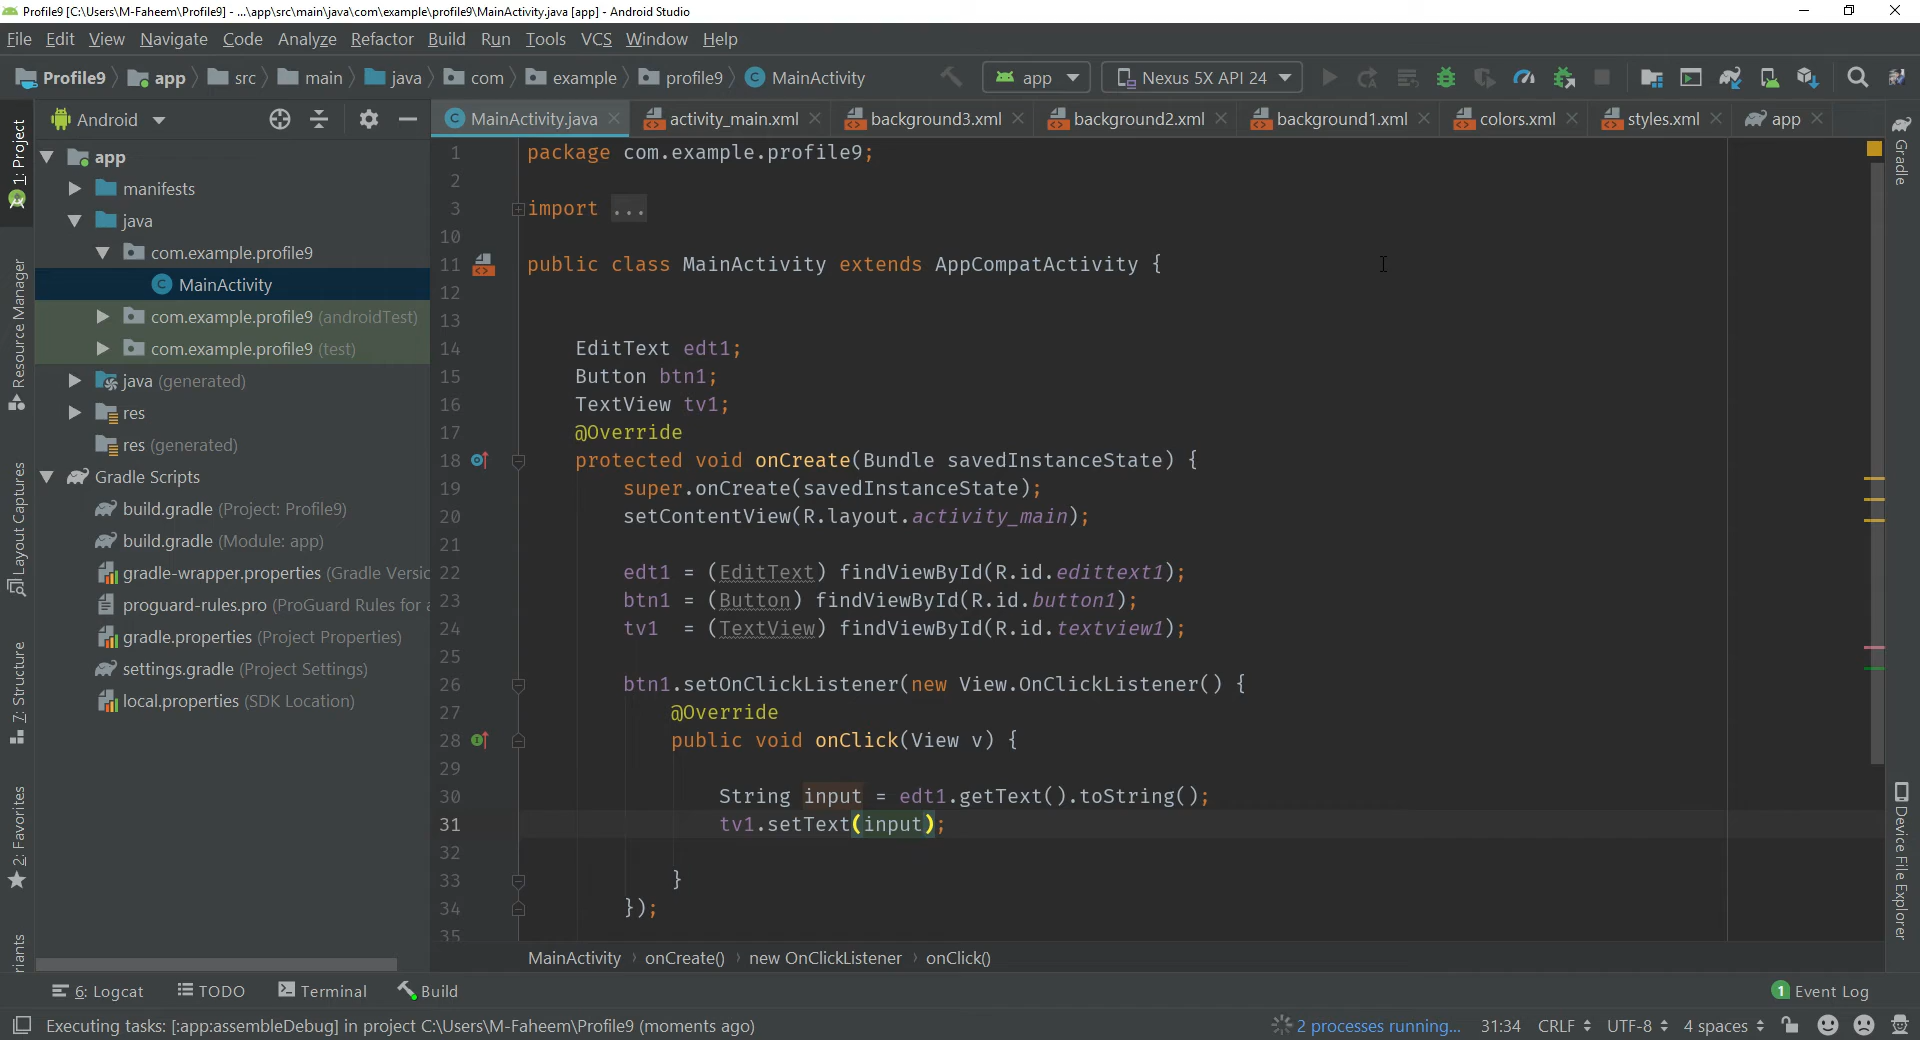 Profile9 [C:\Users\M-Faheem\Profile9] - ...\app\src\main\java\com\example\profile9\MainActivity.java [app] - Android Studio
File Edit View Navigate Code Analyze Refactor Build Run Tools VCS Window Help
Profile9 app src main java com example profile9 MainActivity app Nexus 5X API 24
1: Project
Resource Manager
Layout Captures
7: Structure
2: Favorites
riants
Android
app
manifests
java
com.example.profile9
MainActivity
com.example.profile9 (androidTest)
com.example.profile9 (test)
java (generated)
res
res (generated)
Gradle Scripts
build.gradle (Project: Profile9)
build.gradle (Module: app)
gradle-wrapper.properties (Gradle Versio
proguard-rules.pro (ProGuard Rules for a
gradle.properties (Project Properties)
settings.gradle (Project Settings)
local.properties (SDK Location)
MainActivity.java activity_main.xml background3.xml background2.xml background1.xml colors.xml styles.xml app
1 package com.example.profile9;
2
3 import ...
10
11 public class MainActivity extends AppCompatActivity {
12
13
14 EditText edt1;
15 Button btn1;
16 TextView tv1;
17 @Override
18 protected void onCreate(Bundle savedInstanceState) {
19 super.onCreate(savedInstanceState);
20 setContentView(R.layout.activity_main);
21
22 edt1 = (EditText) findViewById(R.id.edittext1);
23 btn1 = (Button) findViewById(R.id.button1);
24 tv1 = (TextView) findViewById(R.id.textview1);
25
26 btn1.setOnClickListener(new View.OnClickListener() {
27 @Override
28 public void onClick(View v) {
29
30 String input = edt1.getText().toString();
31 tv1.setText(input);
32
33 }
34 });
35
MainActivity onCreate() new OnClickListener onClick()
Gradle
Device File Explorer
6: Logcat TODO Terminal Build 1 Event Log
Executing tasks: [:app:assembleDebug] in project C:\Users\M-Faheem\Profile9 (moments ago) 2 processes running... 31:34 CRLF UTF-8 4 spaces